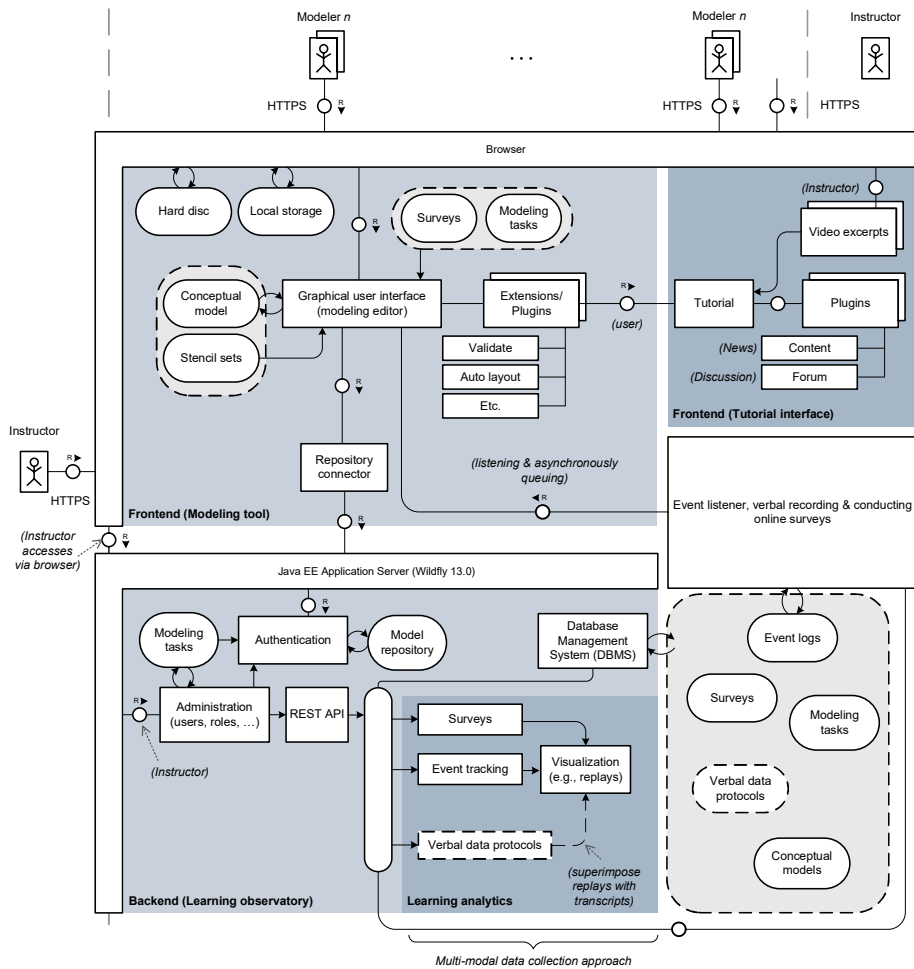 Modeler n
Modeler n
Instructor
...
HTTPS
R
HTTPS
R
R
HTTPS
Browser
Hard disc
Local storage
R
Surveys
Modeling
tasks
(Instructor)
Video excerpts
Conceptual
model
Graphical user interface
(modeling editor)
Extensions/
Plugins
R
(user)
Tutorial
Plugins
Stencil sets
Validate
Auto layout
Etc.
(News)
Content
(Discussion)
Forum
R
Frontend (Tutorial interface)
Instructor
R
HTTPS
Repository
connector
(listening & asynchronously
queuing)
R
Event listener, verbal recording & conducting
online surveys
Frontend (Modeling tool)
R
(Instructor
accesses
via browser)
R
Java EE Application Server (Wildfly 13.0)
R
Modeling
tasks
Authentication
Model
repository
Database
Management
System (DBMS)
Event logs
Surveys
Modeling
tasks
Verbal data
protocols
Conceptual
models
R
Administration
(users, roles, …)
REST API
(Instructor)
Surveys
Event tracking
Visualization
(e.g., replays)
Verbal data protocols
(superimpose
replays with
transcripts)
Backend (Learning observatory)
Learning analytics
Multi-modal data collection approach